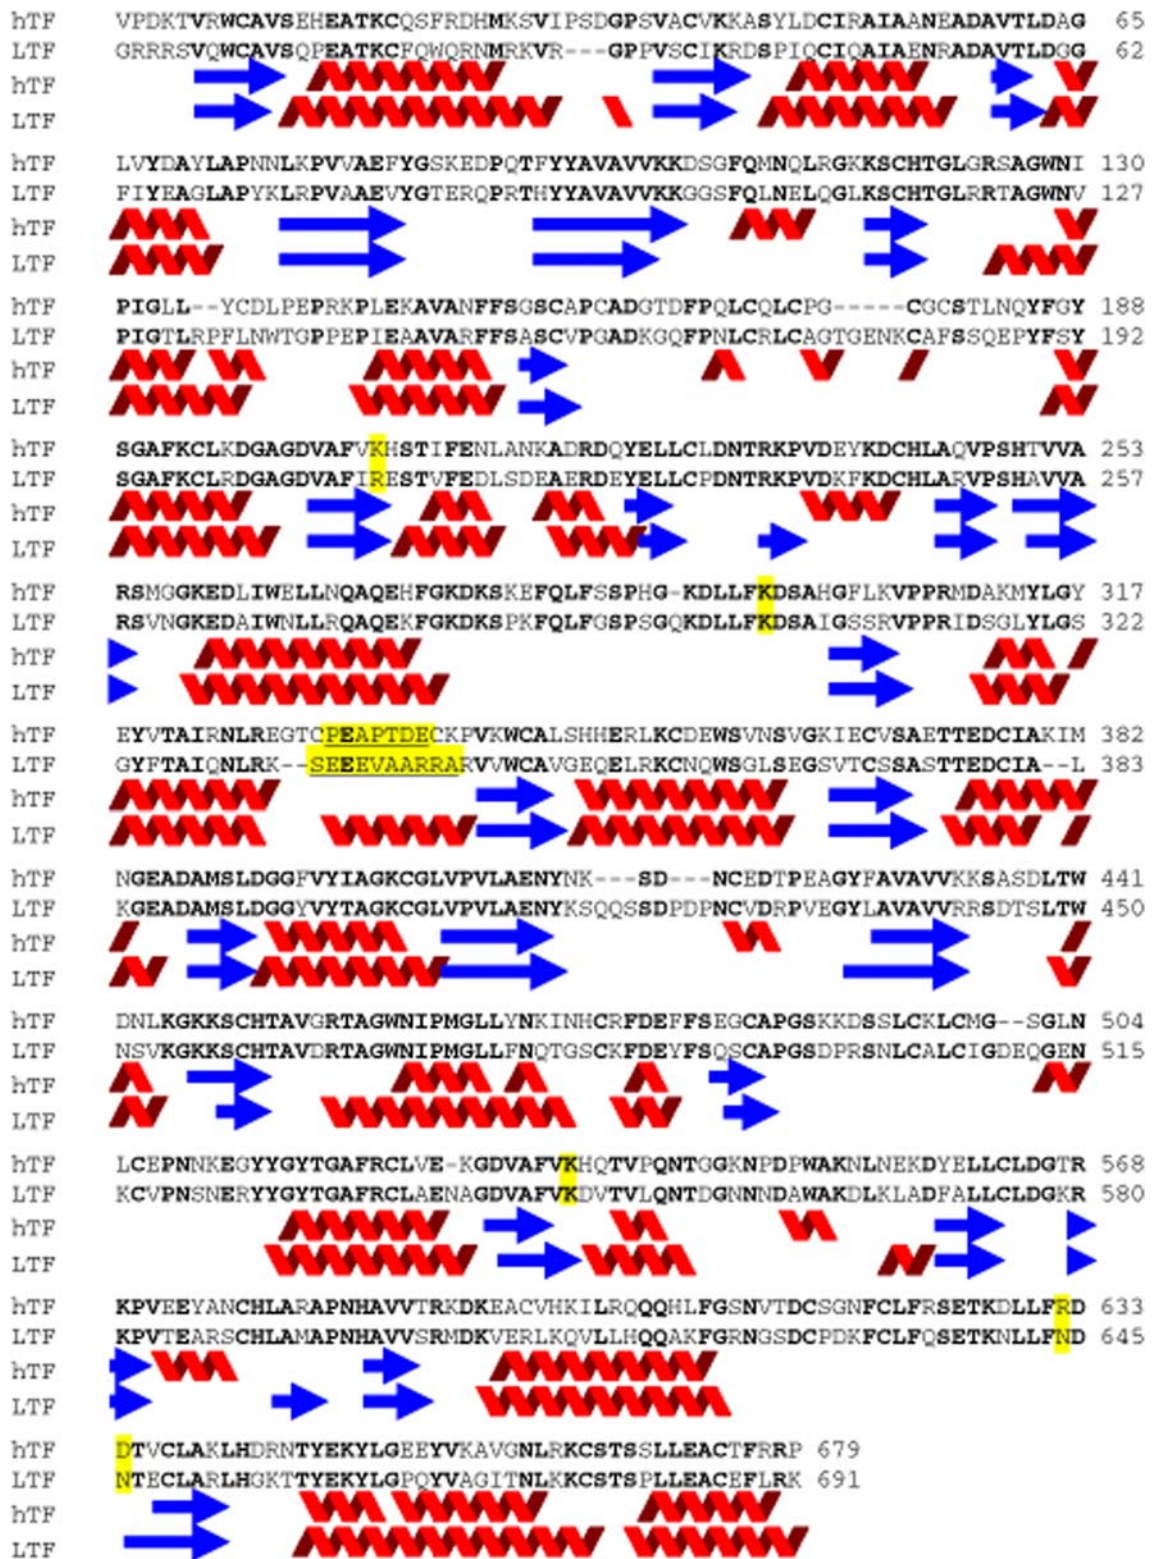 hTF VPDKTVRWCAVSEHEATKCQSFRDHMKSVIPSDGPSVACVKKASYLDCIRAIAANEADAVTLDAG 65
LTF GRRRSVQWCAVSQPEATKCFQWQRNMRKVR---GPPVSCIKRDSPIQCIQAIAENRADAVTLDGG 62
hTF
LTF
hTF LVYDAYLAPNNLKPVVAEFYGSKEDPQTFYYAVAVVKKDSGFQMNQLRGKKSCHTGLGRSAGWNI 130
LTF FIYEAGLAPYKLRPVAAEVYGTERQPRTHYYAVAVVKKGGSFQLNELQGLKSCHTGLRRTAGWNV 127
hTF
LTF
hTF PIGLL--YCDLPEPRKPLEKAVANFFSGSCAPCADGTDFPQLCQLCPG-----CGCSTLNQYFGY 188
LTF PIGTLRPFLNWTGPPEPIEAAVARFFSASCVPGADKGQFPNLCRLCAGTGENKCAFSSQEPYFSY 192
hTF
LTF
hTF SGAFKCLKDGAGDVAFVKHSTIFENLANKADRDQYELLCLDNTRKPVDEYKDCHLAQVPSHTVVA 253
LTF SGAFKCLRDGAGDVAFIRESTVFEDLSDEAERDEYELLCPDNTRKPVDKFKDCHLARVPSHAVVA 257
hTF
LTF
hTF RSMGGKEDLIWELLNQAQEHFGKDKSKEFQLFSSPHG-KDLLFKDSAHGFLKVPPRMDAKMYLGY 317
LTF RSVNGKEDAIWNLLRQAQEKFGKDKSPKFQLFGSPSGQKDLLFKDSAIGSSRVPPRIDSGLYLGS 322
hTF
LTF
hTF EYVTAIRNLREGTCPEAPTDECKPVKWCALSHHERLKCDEWSVNSVGKIECVSAETTEDCIAKIM 382
LTF GYFTAIQNLRK--SEEEVAARRARVVWCAVGEQELRKCNQWSGLSEGSVTCSSASTTEDCIA--L 383
hTF
LTF
hTF NGEADAMSLDGGFVYIAGKCGLVPVLAENYNK---SD---NCEDTPEAGYFAVAVVKKSASDLTW 441
LTF KGEADAMSLDGGYVYTAGKCGLVPVLAENYKSQQSSDPDPNCVDRPVEGYLAVAVVRRSDTSLTW 450
hTF
LTF
hTF DNLKGKKSCHTAVGRTAGWNIPMGLLYNKINHCRFDEFFSEGCAPGSKKDSSLCKLCMG--SGLN 504
LTF NSVKGKKSCHTAVDRTAGWNIPMGLLFNQTGSCKFDEYFSQSCAPGSDPRSNLCALCIGDEQGEN 515
hTF
LTF
hTF LCEPNNKEGYYGYTGAFRCLVE-KGDVAFVKHQTVPQNTGGKNPDPWAKNLNEKDYELLCLDGTR 568
LTF KCVPNSNERYYGYTGAFRCLAENAGDVAFVKDVTVLQNTDGNNNDAWAKDLKLADFALLCLDGKR 580
hTF
LTF
hTF KPVEEYANCHLARAPNHAVVTRKDKEACVHKILRQQQHLFGSNVTDCSGNFCLFRSETKDLLFRD 633
LTF KPVTEARSCHLAMAPNHAVVSRMDKVERLKQVLLHQQAKFGRNGSDCPDKFCLFQSETKNLLFND 645
hTF
LTF
hTF DTVCLAKLHDRNTYEKYLGEEYVKAVGNLRKCSTSSLLEACTFRRP 679
LTF NTECLARLHGKTTYEKYLGPQYVAGITNLKKCSTSPLLEACEFLRK 691
hTF
LTF